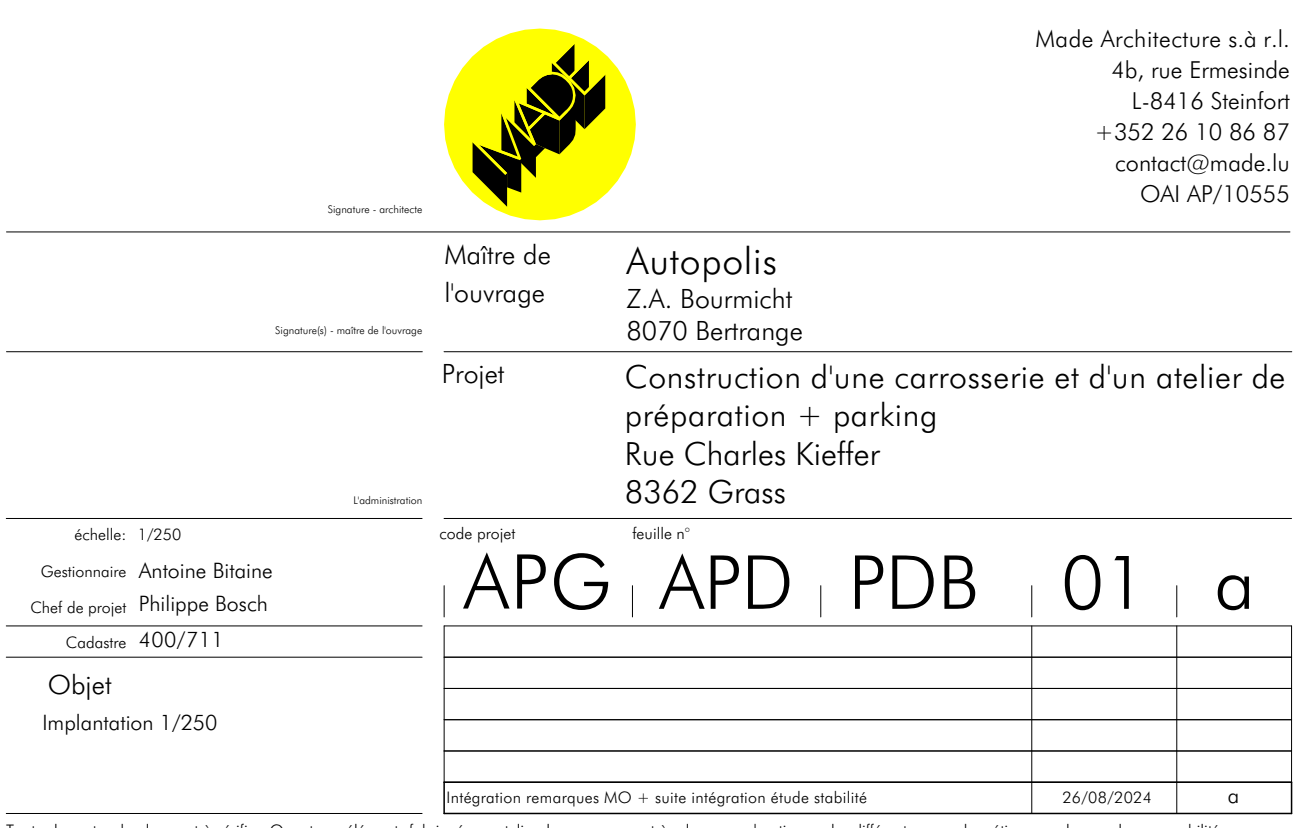 MADE
Made Architecture s.à r.l.
4b, rue Ermesinde
L-8416 Steinfort
+352 26 10 86 87
contact@made.lu
OAI AP/10555
Signature - architecte
Maître de
l'ouvrage
Autopolis
Z.A. Bourmicht
8070 Bertrange
Signature(s) - maître de l'ouvrage
Projet
Construction d'une carrosserie et d'un atelier de
préparation + parking
Rue Charles Kieffer
8362 Grass
L'administration
échelle: 1/250
Gestionnaire Antoine Bitaine
Chef de projet Philippe Bosch
Cadastre 400/711
Objet
Implantation 1/250
code projet feuille n°
APG APD PDB 01 a
Intégration remarques MO + suite intégration étude stabilité 26/08/2024 a